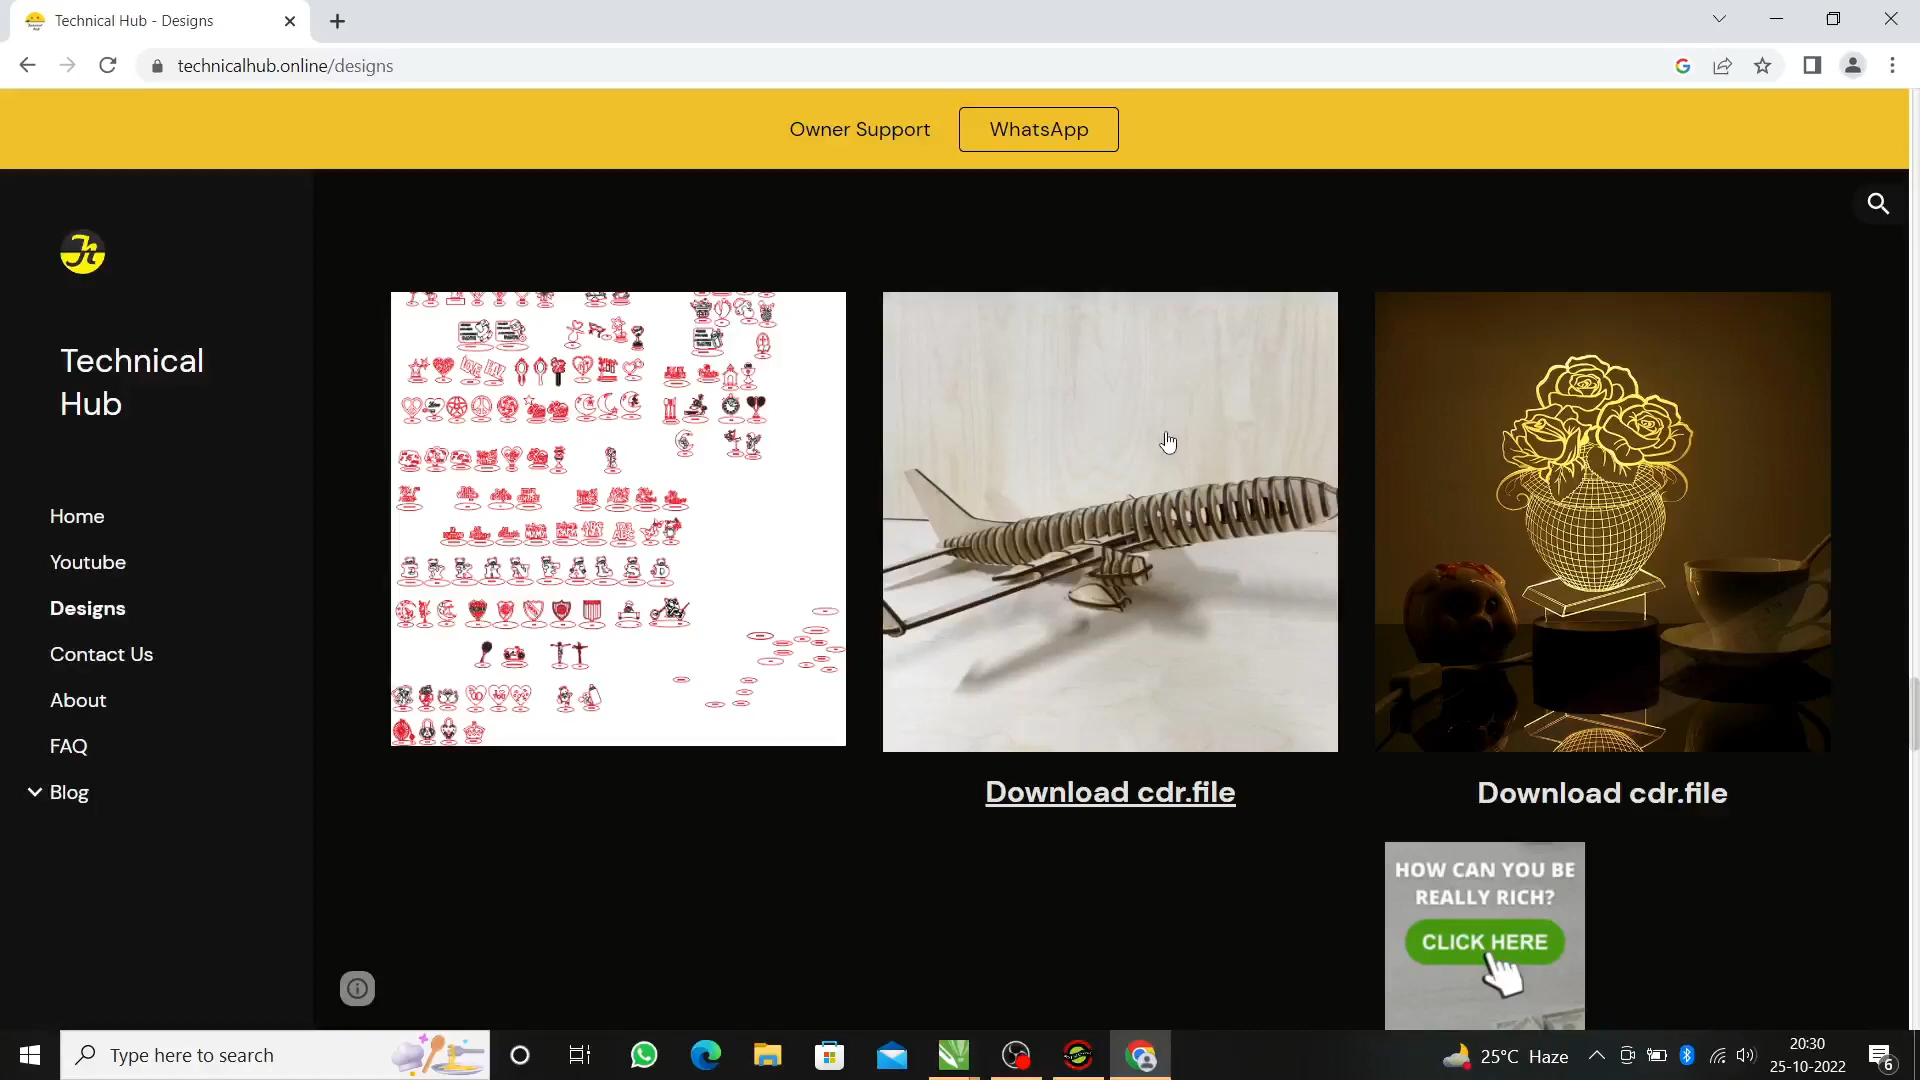 Technical Hub - Designs
technicalhub.online/designs
Owner Support
WhatsApp
Technical
Hub
Home
Youtube
Designs
Contact Us
About
FAQ
Blog
Download cdr.file
Download cdr.file
HOW CAN YOU BE
REALLY RICH?
CLICK HERE
Type here to search
25°C Haze
20:30
25-10-2022
6